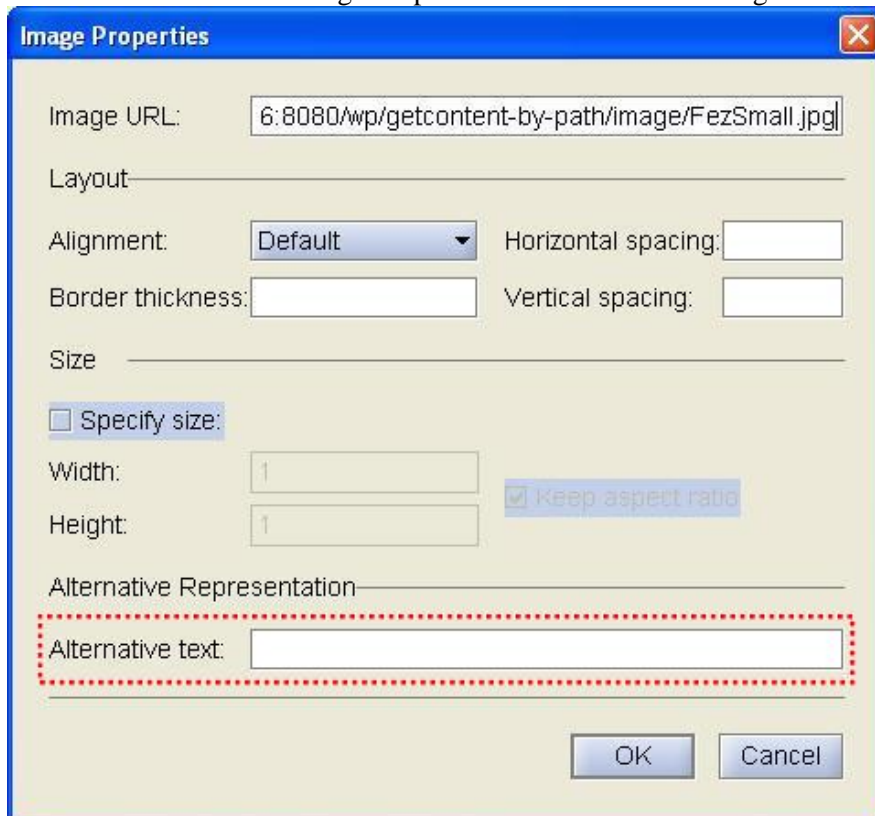 Image Properties
Image URL: 6:8080/wp/getcontent-by-path/image/FezSmall.jpg
Layout
Alignment: Default Horizontal spacing:
Border thickness: Vertical spacing:
Size
Specify size:
Width: 1
Keep aspect ratio
Height: 1
Alternative Representation
Alternative text:
OK Cancel